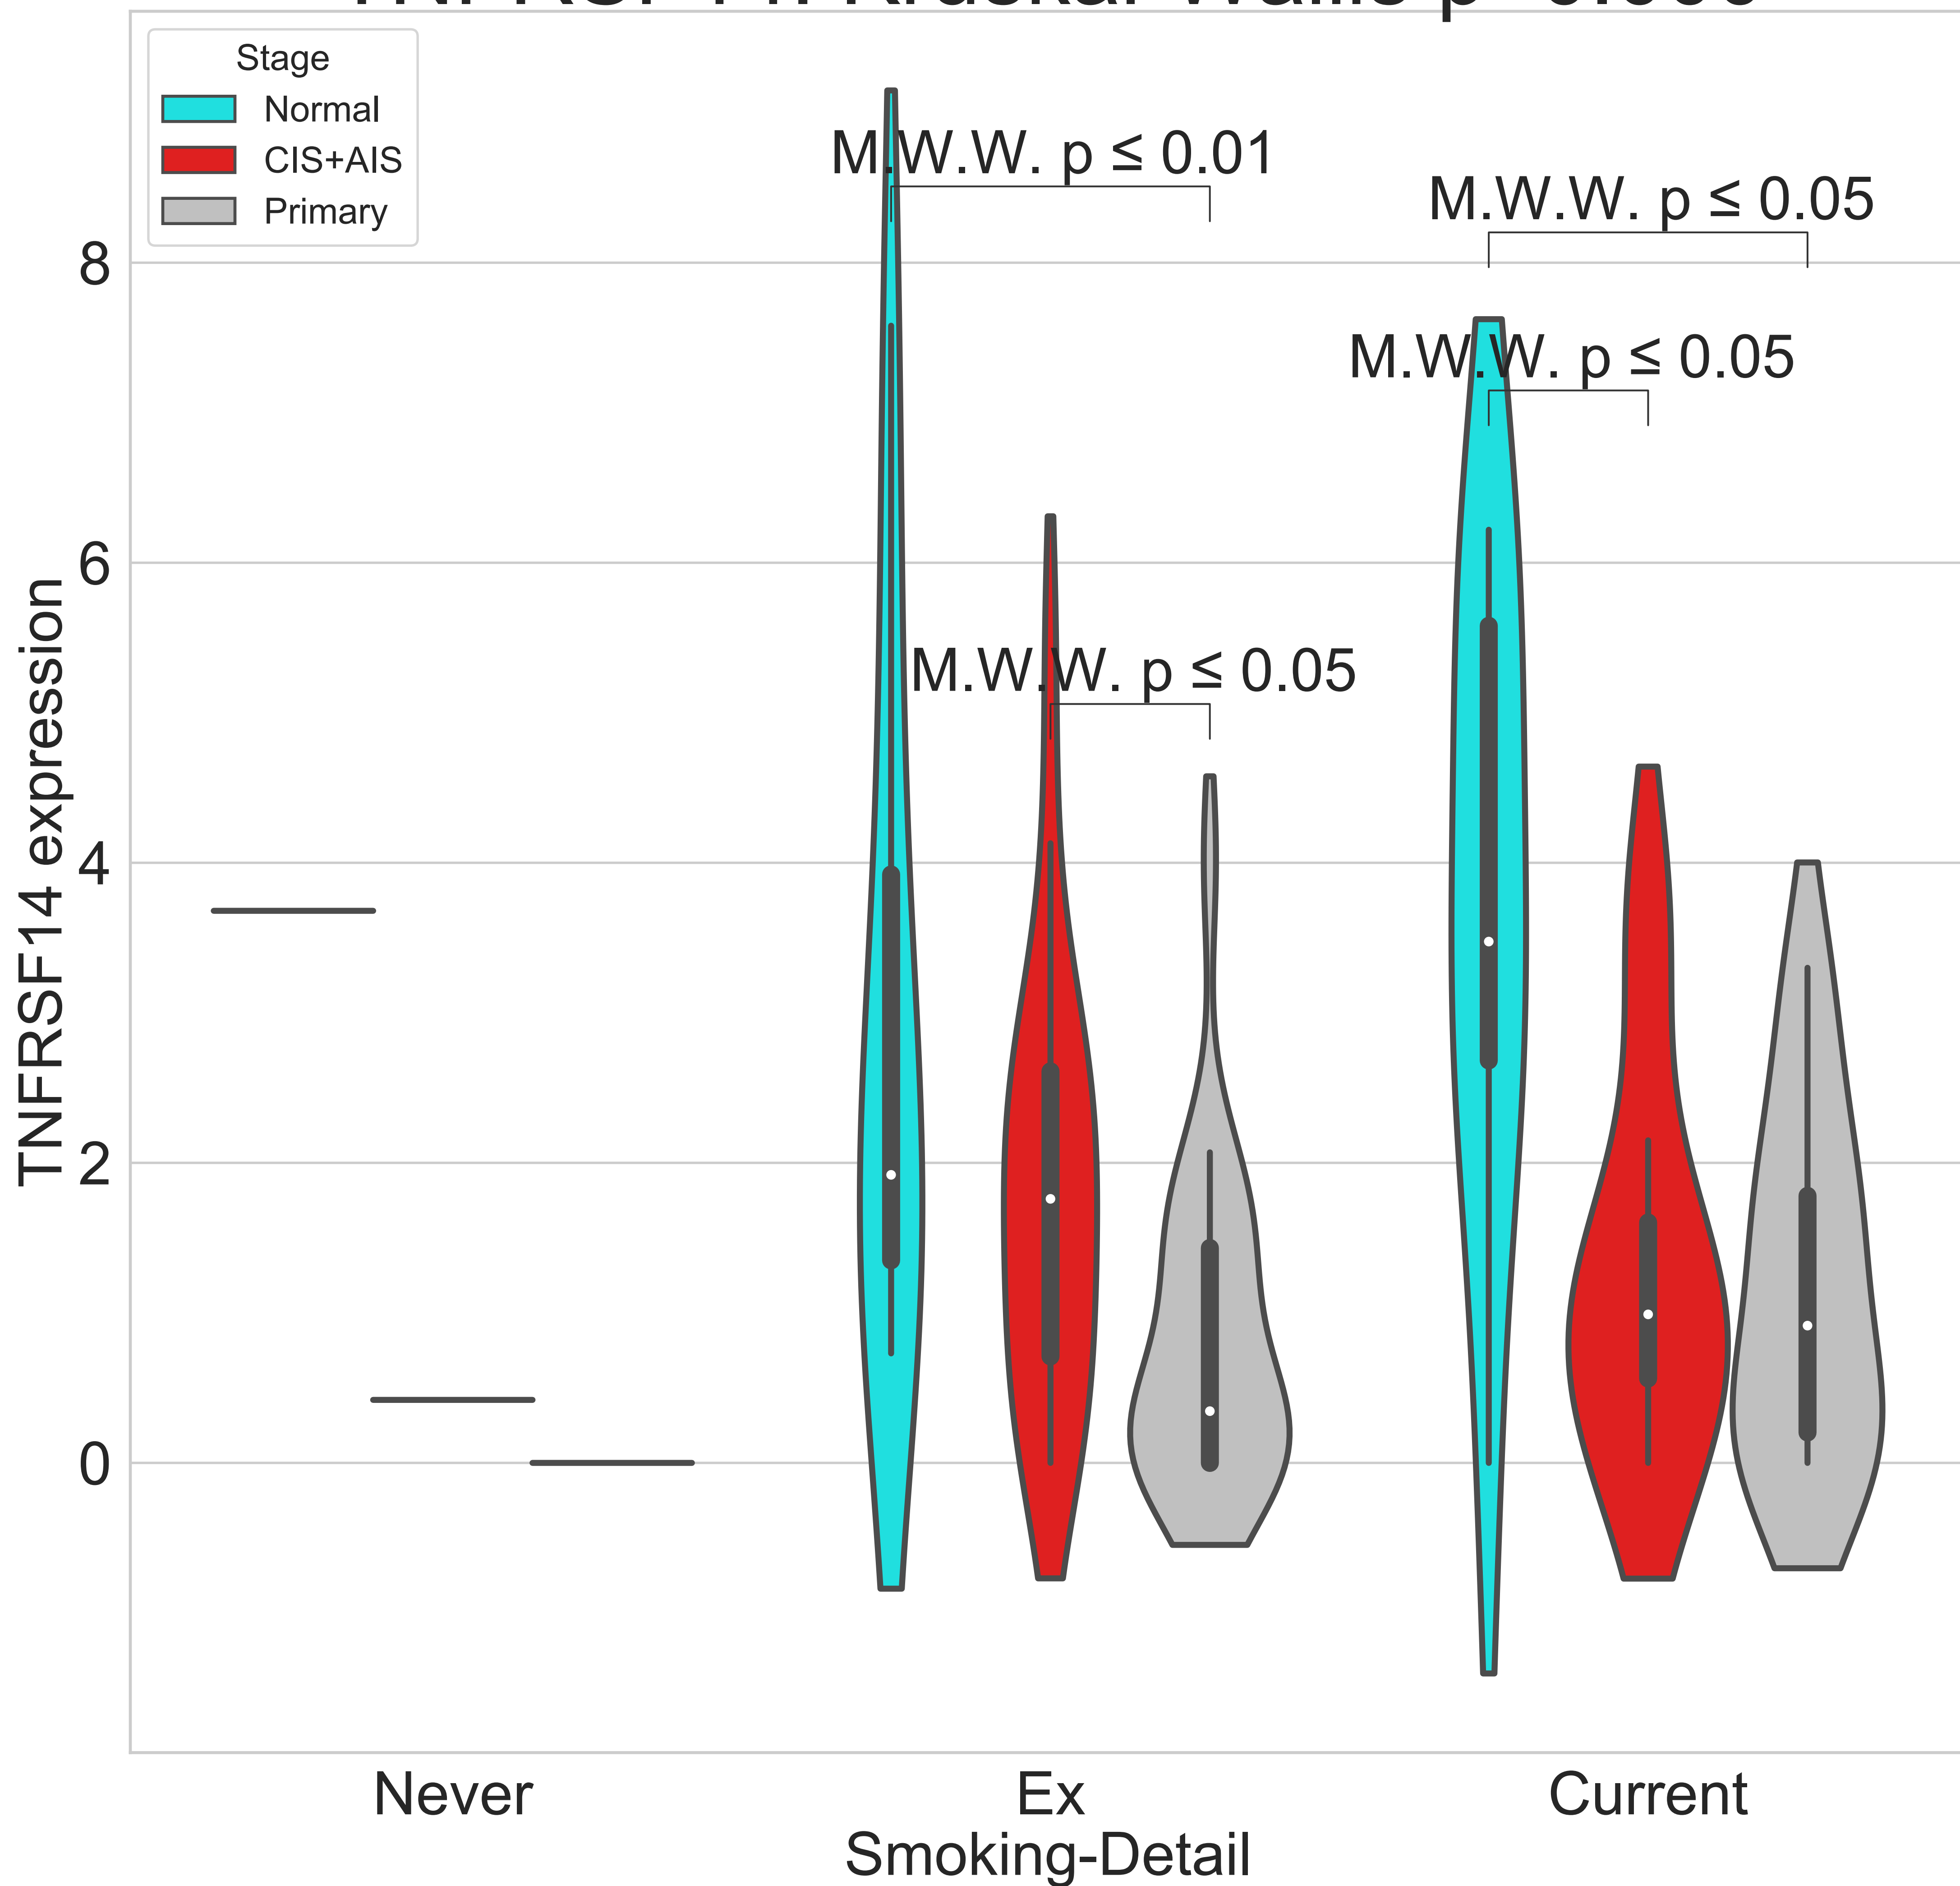 Stage
Normal
CIS+AIS
Primary
M.W.W. p ≤ 0.01
M.W.W. p ≤ 0.05
M.W.W. p ≤ 0.05
M.W.W. p ≤ 0.05
8
6
4
2
0
TNFRSF14 expression
Never
Ex
Current
Smoking-Detail